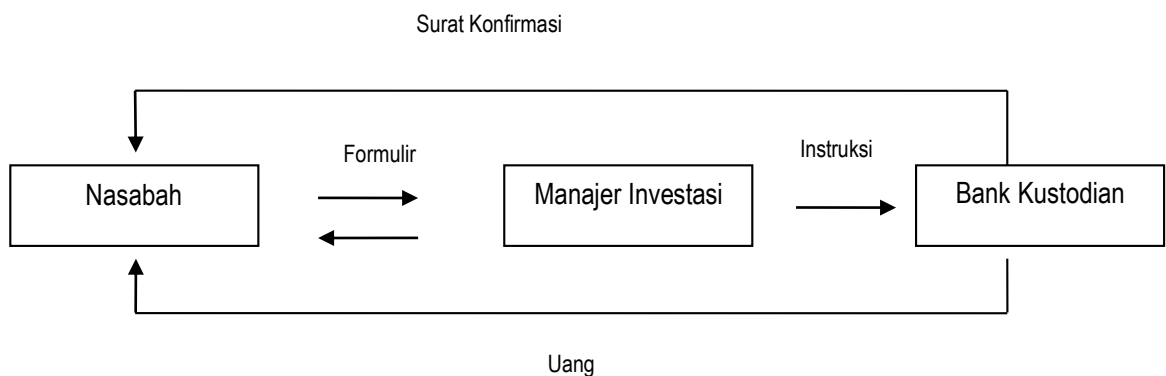 Surat Konfirmasi
Formulir
Instruksi
Nasabah
Manajer Investasi
Bank Kustodian
Uang